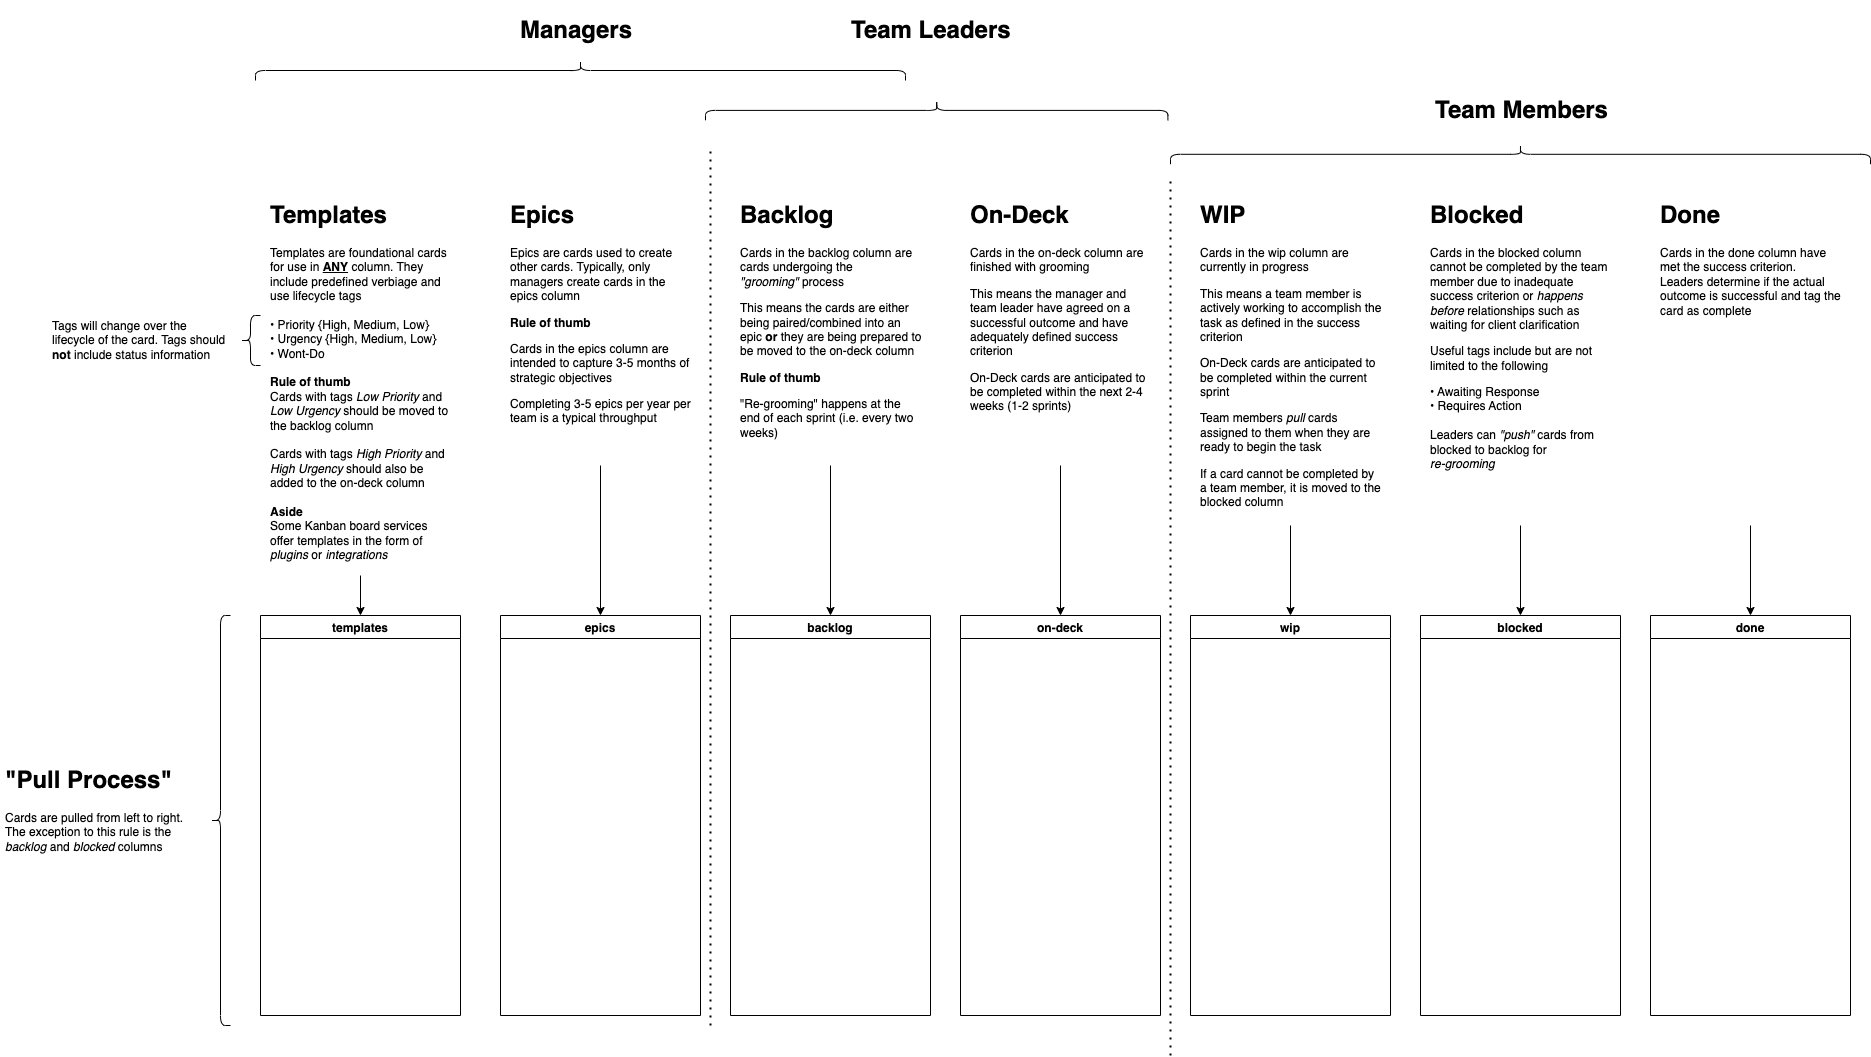 Managers
Team Leaders
Team Members
Templates
Templates are foundational cards
for use in ANY column. They
include predefined verbiage and
use lifecycle tags
• Priority {High, Medium, Low}
• Urgency {High, Medium, Low}
• Wont-Do
Rule of thumb
Cards with tags Low Priority and
Low Urgency should be moved to
the backlog column
Cards with tags High Priority and
High Urgency should also be
added to the on-deck column
Aside
Some Kanban board services
offer templates in the form of
plugins or integrations
Tags will change over the
lifecycle of the card. Tags should
not include status information
Epics
Epics are cards used to create
other cards. Typically, only
managers create cards in the
epics column
Rule of thumb
Cards in the epics column are
intended to capture 3-5 months of
strategic objectives
Completing 3-5 epics per year per
team is a typical throughput
Backlog
Cards in the backlog column are
cards undergoing the
"grooming" process
This means the cards are either
being paired/combined into an
epic or they are being prepared to
be moved to the on-deck column
Rule of thumb
"Re-grooming" happens at the
end of each sprint (i.e. every two
weeks)
On-Deck
Cards in the on-deck column are
finished with grooming
This means the manager and
team leader have agreed on a
successful outcome and have
adequately defined success
criterion
On-Deck cards are anticipated to
be completed within the next 2-4
weeks (1-2 sprints)
WIP
Cards in the wip column are
currently in progress
This means a team member is
actively working to accomplish the
task as defined in the success
criterion
On-Deck cards are anticipated to
be completed within the current
sprint
Team members pull cards
assigned to them when they are
ready to begin the task
If a card cannot be completed by
a team member, it is moved to the
blocked column
Blocked
Cards in the blocked column
cannot be completed by the team
member due to inadequate
success criterion or happens
before relationships such as
waiting for client clarification
Useful tags include but are not
limited to the following
• Awaiting Response
• Requires Action
Leaders can "push" cards from
blocked to backlog for
re-grooming
Done
Cards in the done column have
met the success criterion.
Leaders determine if the actual
outcome is successful and tag the
card as complete
templates
epics
backlog
on-deck
wip
blocked
done
"Pull Process"
Cards are pulled from left to right.
The exception to this rule is the
backlog and blocked columns